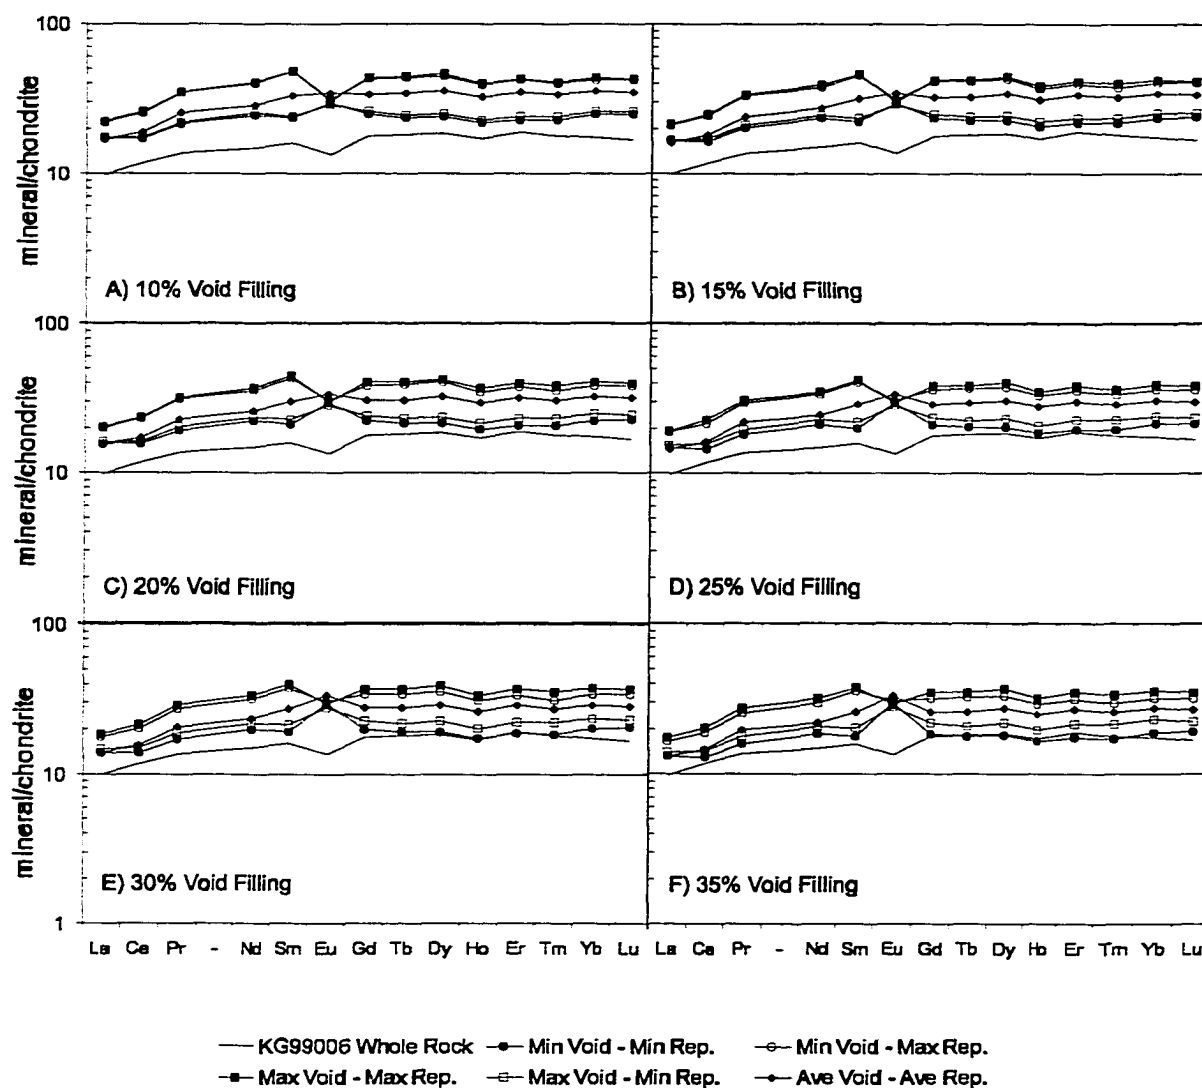 100
10
mineral/chondrite
A) 10% Void Filling
B) 15% Void Filling
100
10
mineral/chondrite
C) 20% Void Filling
D) 25% Void Filling
100
10
1
mineral/chondrite
E) 30% Void Filling
F) 35% Void Filling
La Ce Pr - Nd Sm Eu Gd Tb Dy Ho Er Tm Yb Lu
La Ce Pr - Nd Sm Eu Gd Tb Dy Ho Er Tm Yb Lu
KG99006 Whole Rock
Min Void - Min Rep.
Min Void - Max Rep.
Max Void - Max Rep.
Max Void - Min Rep.
Ave Void - Ave Rep.